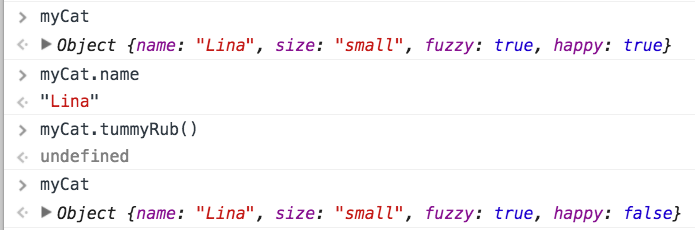 > myCat
<· ▶ Object {name: "Lina", size: "small", fuzzy: true, happy: true}
> myCat.name
<· "Lina"
> myCat.tummyRub()
<· undefined
> myCat
<· ▶ Object {name: "Lina", size: "small", fuzzy: true, happy: false}